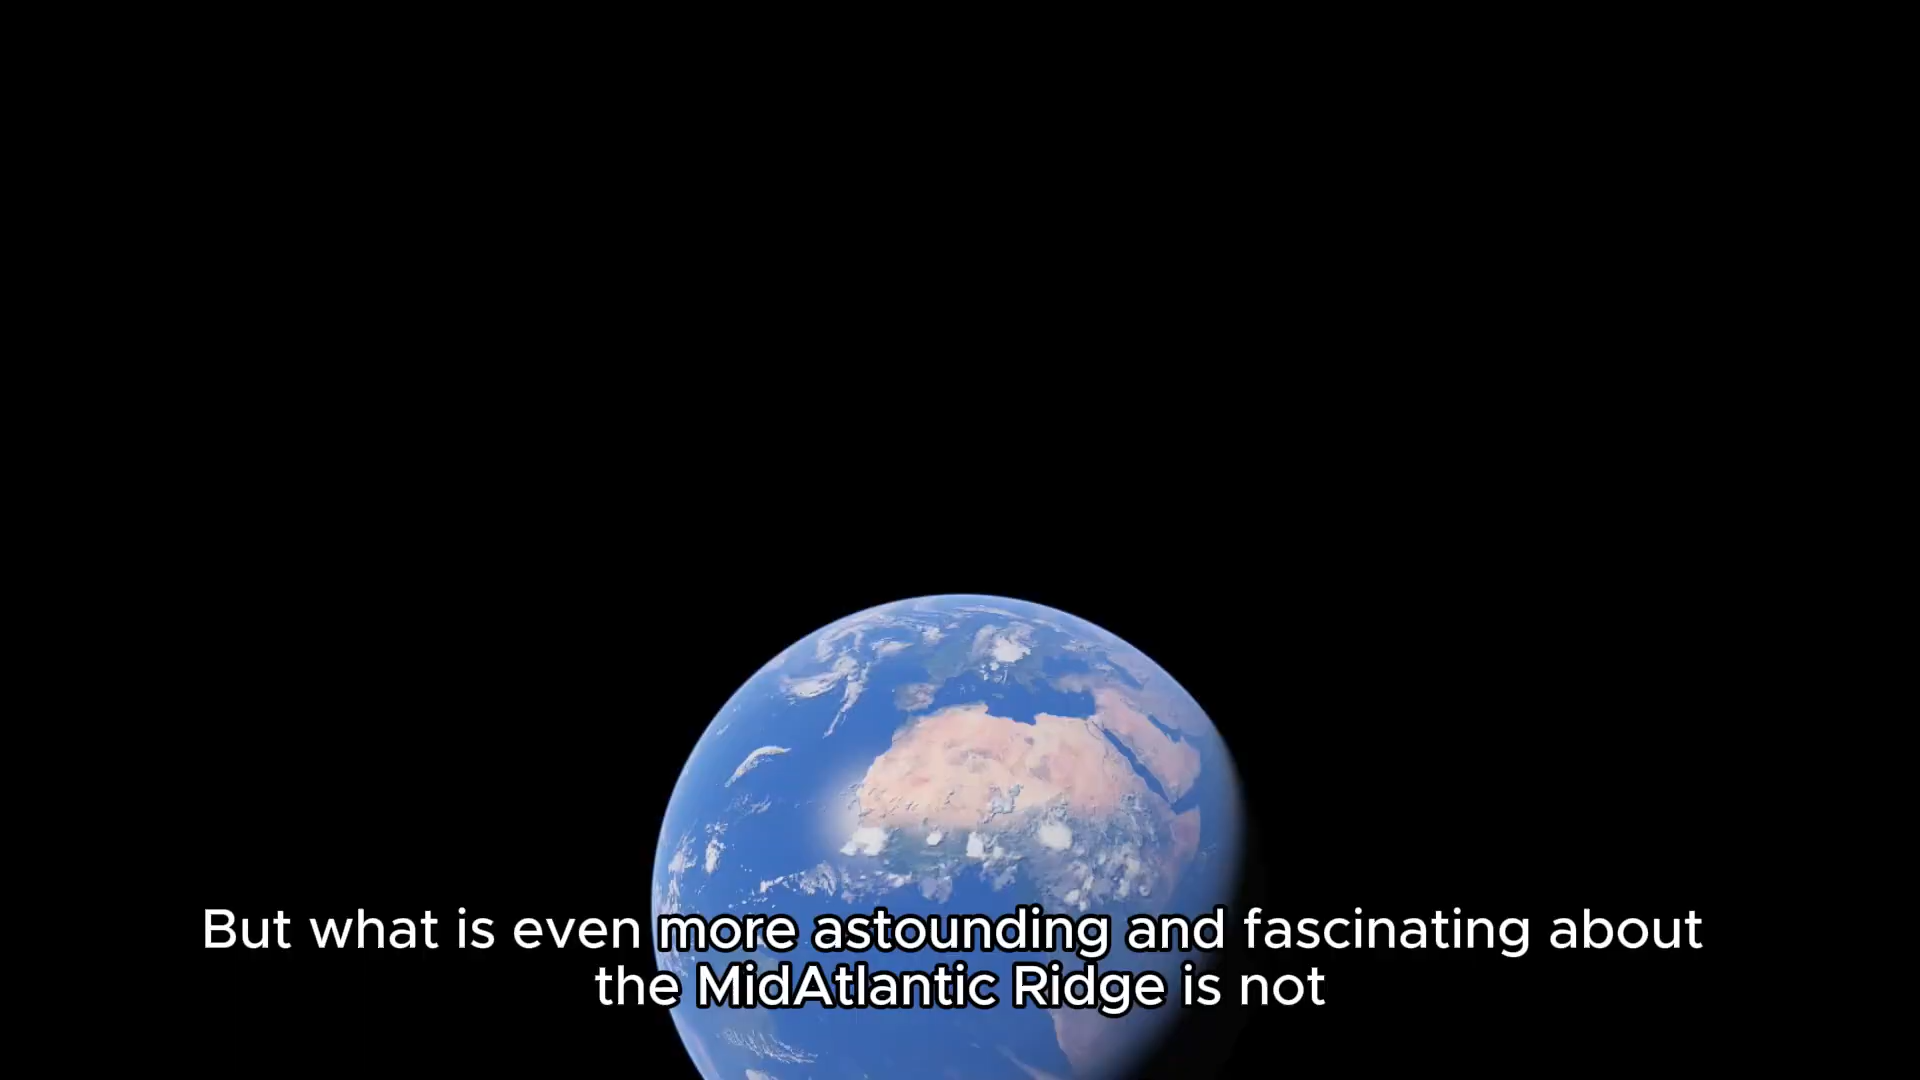 But what is even more astounding and fascinating about
the MidAtlantic Ridge is not